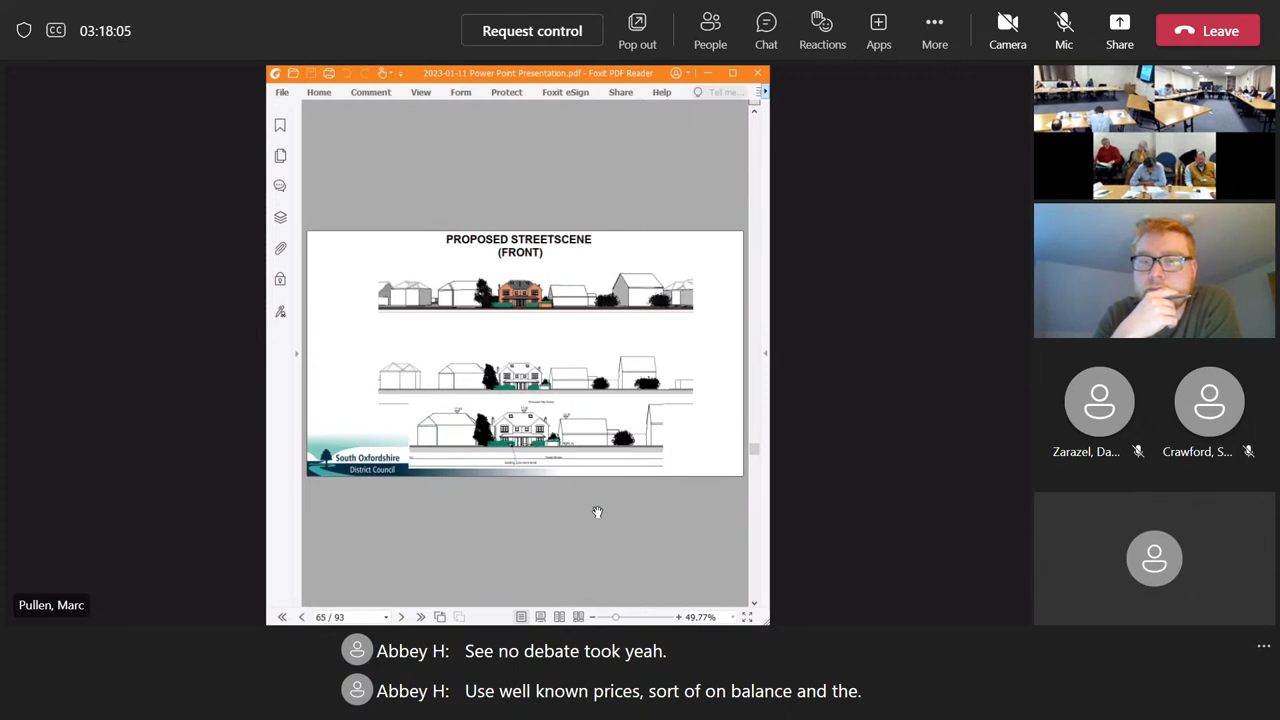 CC
03:18:05
Request control
Pop out
People
Chat
Reactions
Apps
More
Camera
Mic
Share
Leave
2023-01-11 Power Point Presentation.pdf - Foxit PDF Reader
File
Home
Comment
View
Form
Protect
Foxit eSign
Share
Help
Tell me...
PROPOSED STREETSCENE
(FRONT)
South Oxfordshire
District Council
65 / 93
49.77%
Pullen, Marc
Zarazel, Da...
Crawford, S...
Abbey H: See no debate took yeah.
Abbey H: Use well known prices, sort of on balance and the.